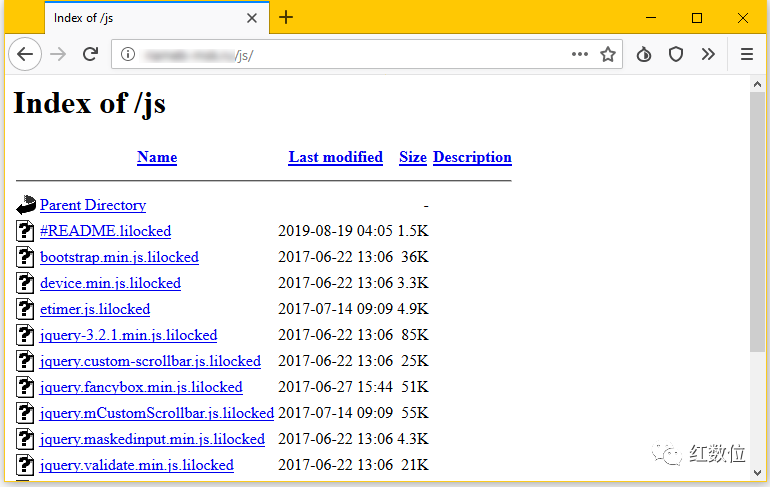 Index of /js
/js/
Index of /js
Name Last modified Size Description
Parent Directory -
#README.lilocked 2019-08-19 04:05 1.5K
bootstrap.min.js.lilocked 2017-06-22 13:06 36K
device.min.js.lilocked 2017-06-22 13:06 3.3K
etimer.js.lilocked 2017-07-14 09:09 4.9K
jquery-3.2.1.min.js.lilocked 2017-06-22 13:06 85K
jquery.custom-scrollbar.js.lilocked 2017-06-22 13:06 25K
jquery.fancybox.min.js.lilocked 2017-06-27 15:44 51K
jquery.mCustomScrollbar.js.lilocked 2017-07-14 09:09 55K
jquery.maskedinput.min.js.lilocked 2017-06-22 13:06 4.3K
jquery.validate.min.js.lilocked 2017-06-22 13:06 21K
红数位